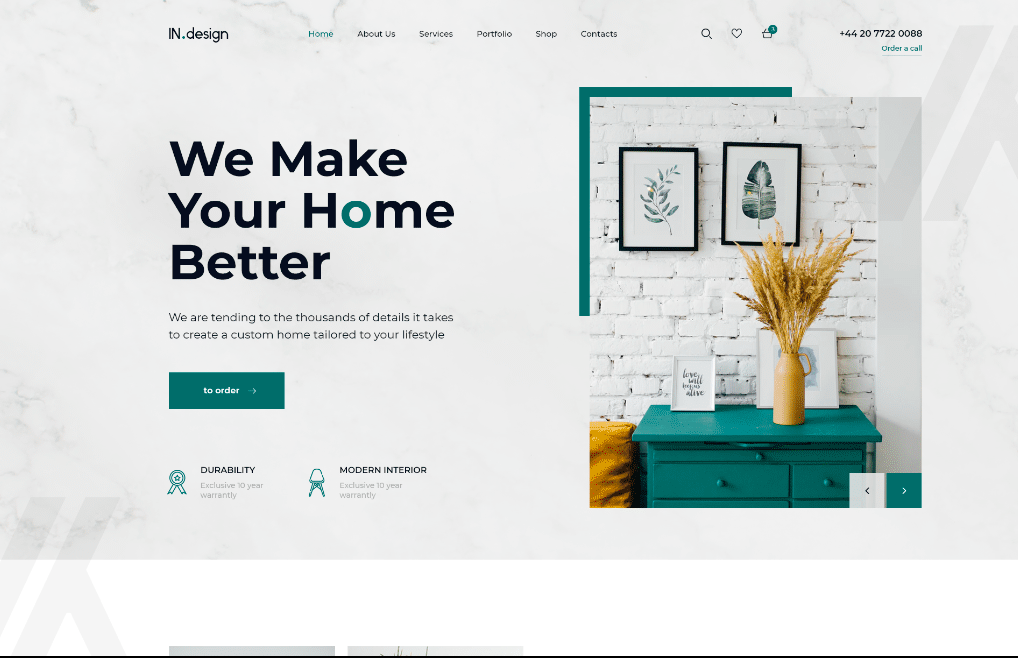 IN.design
Home About Us Services Portfolio Shop Contacts
+44 20 7722 0088
Order a call
We Make
Your Home
Better
We are tending to the thousands of details it takes
to create a custom home tailored to your lifestyle
to order
DURABILITY
Exclusive 10 year
warrantly
MODERN INTERIOR
Exclusive 10 year
warrantly
love
will
keep us
alive